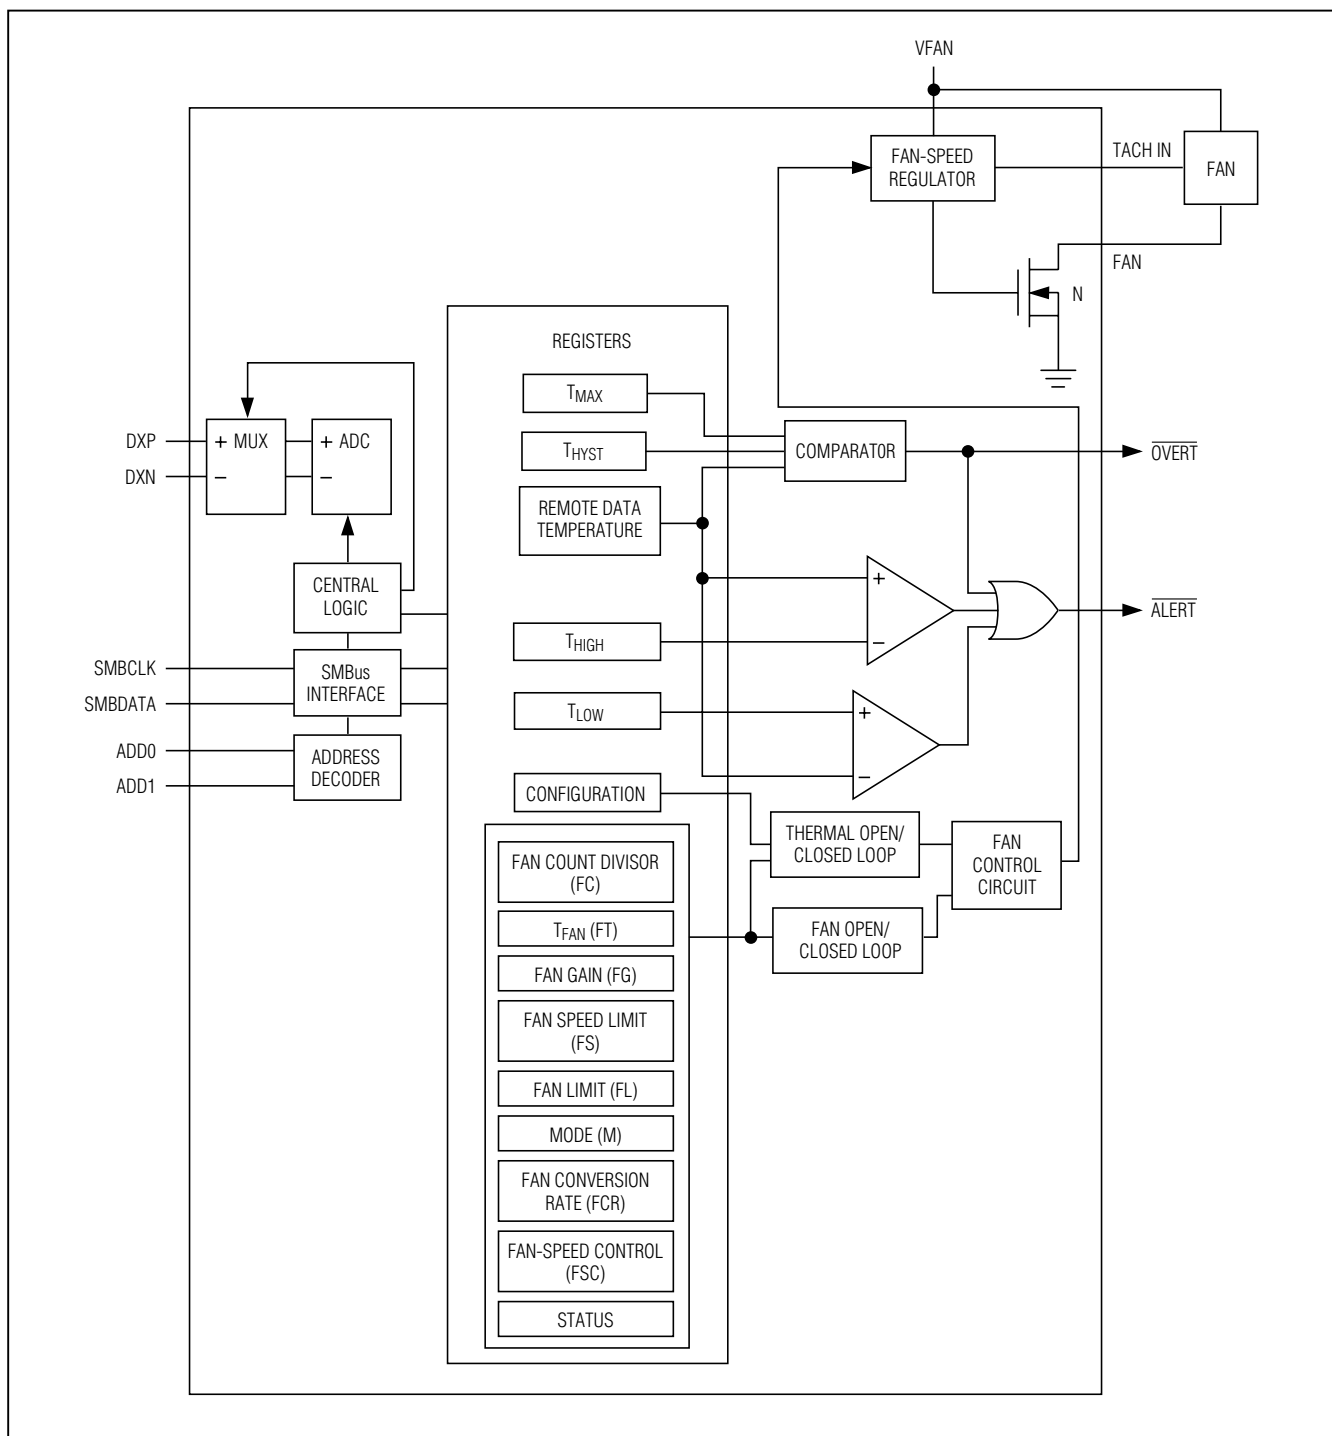 VFAN
FAN-SPEED
REGULATOR
TACH IN
FAN
FAN
N
REGISTERS
TMAX
THYST
REMOTE DATA
TEMPERATURE
COMPARATOR
OVERT
DXP
DXN
+ MUX
−
+ ADC
−
CENTRAL
LOGIC
+
−
ALERT
THIGH
SMBCLK
SMBDATA
SMBus
INTERFACE
TLOW
+
−
ADD0
ADD1
ADDRESS
DECODER
CONFIGURATION
THERMAL OPEN/
CLOSED LOOP
FAN
CONTROL
CIRCUIT
FAN COUNT DIVISOR
(FC)
TFAN (FT)
FAN OPEN/
CLOSED LOOP
FAN GAIN (FG)
FAN SPEED LIMIT
(FS)
FAN LIMIT (FL)
MODE (M)
FAN CONVERSION
RATE (FCR)
FAN-SPEED CONTROL
(FSC)
STATUS